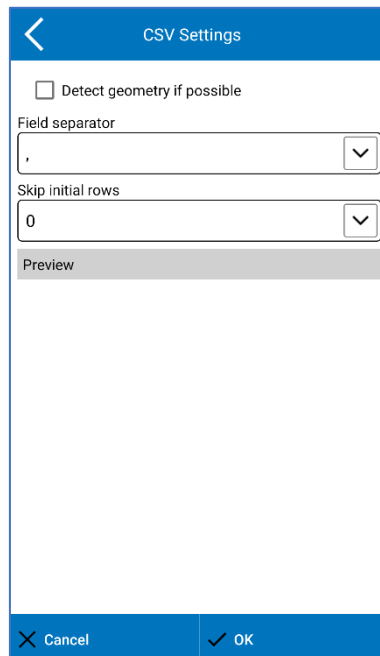 CSV Settings
Detect geometry if possible
Field separator
,
Skip initial rows
0
Preview
Cancel
OK